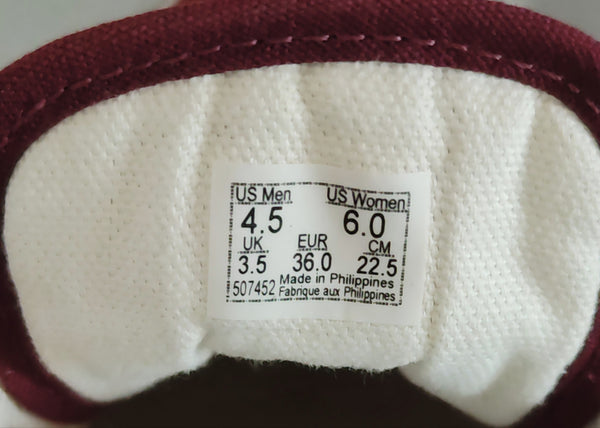 US Men US Women
4.5 6.0
UK EUR CM
3.5 36.0 22.5
507452 Made in Philippines
Fabrique aux Philippines